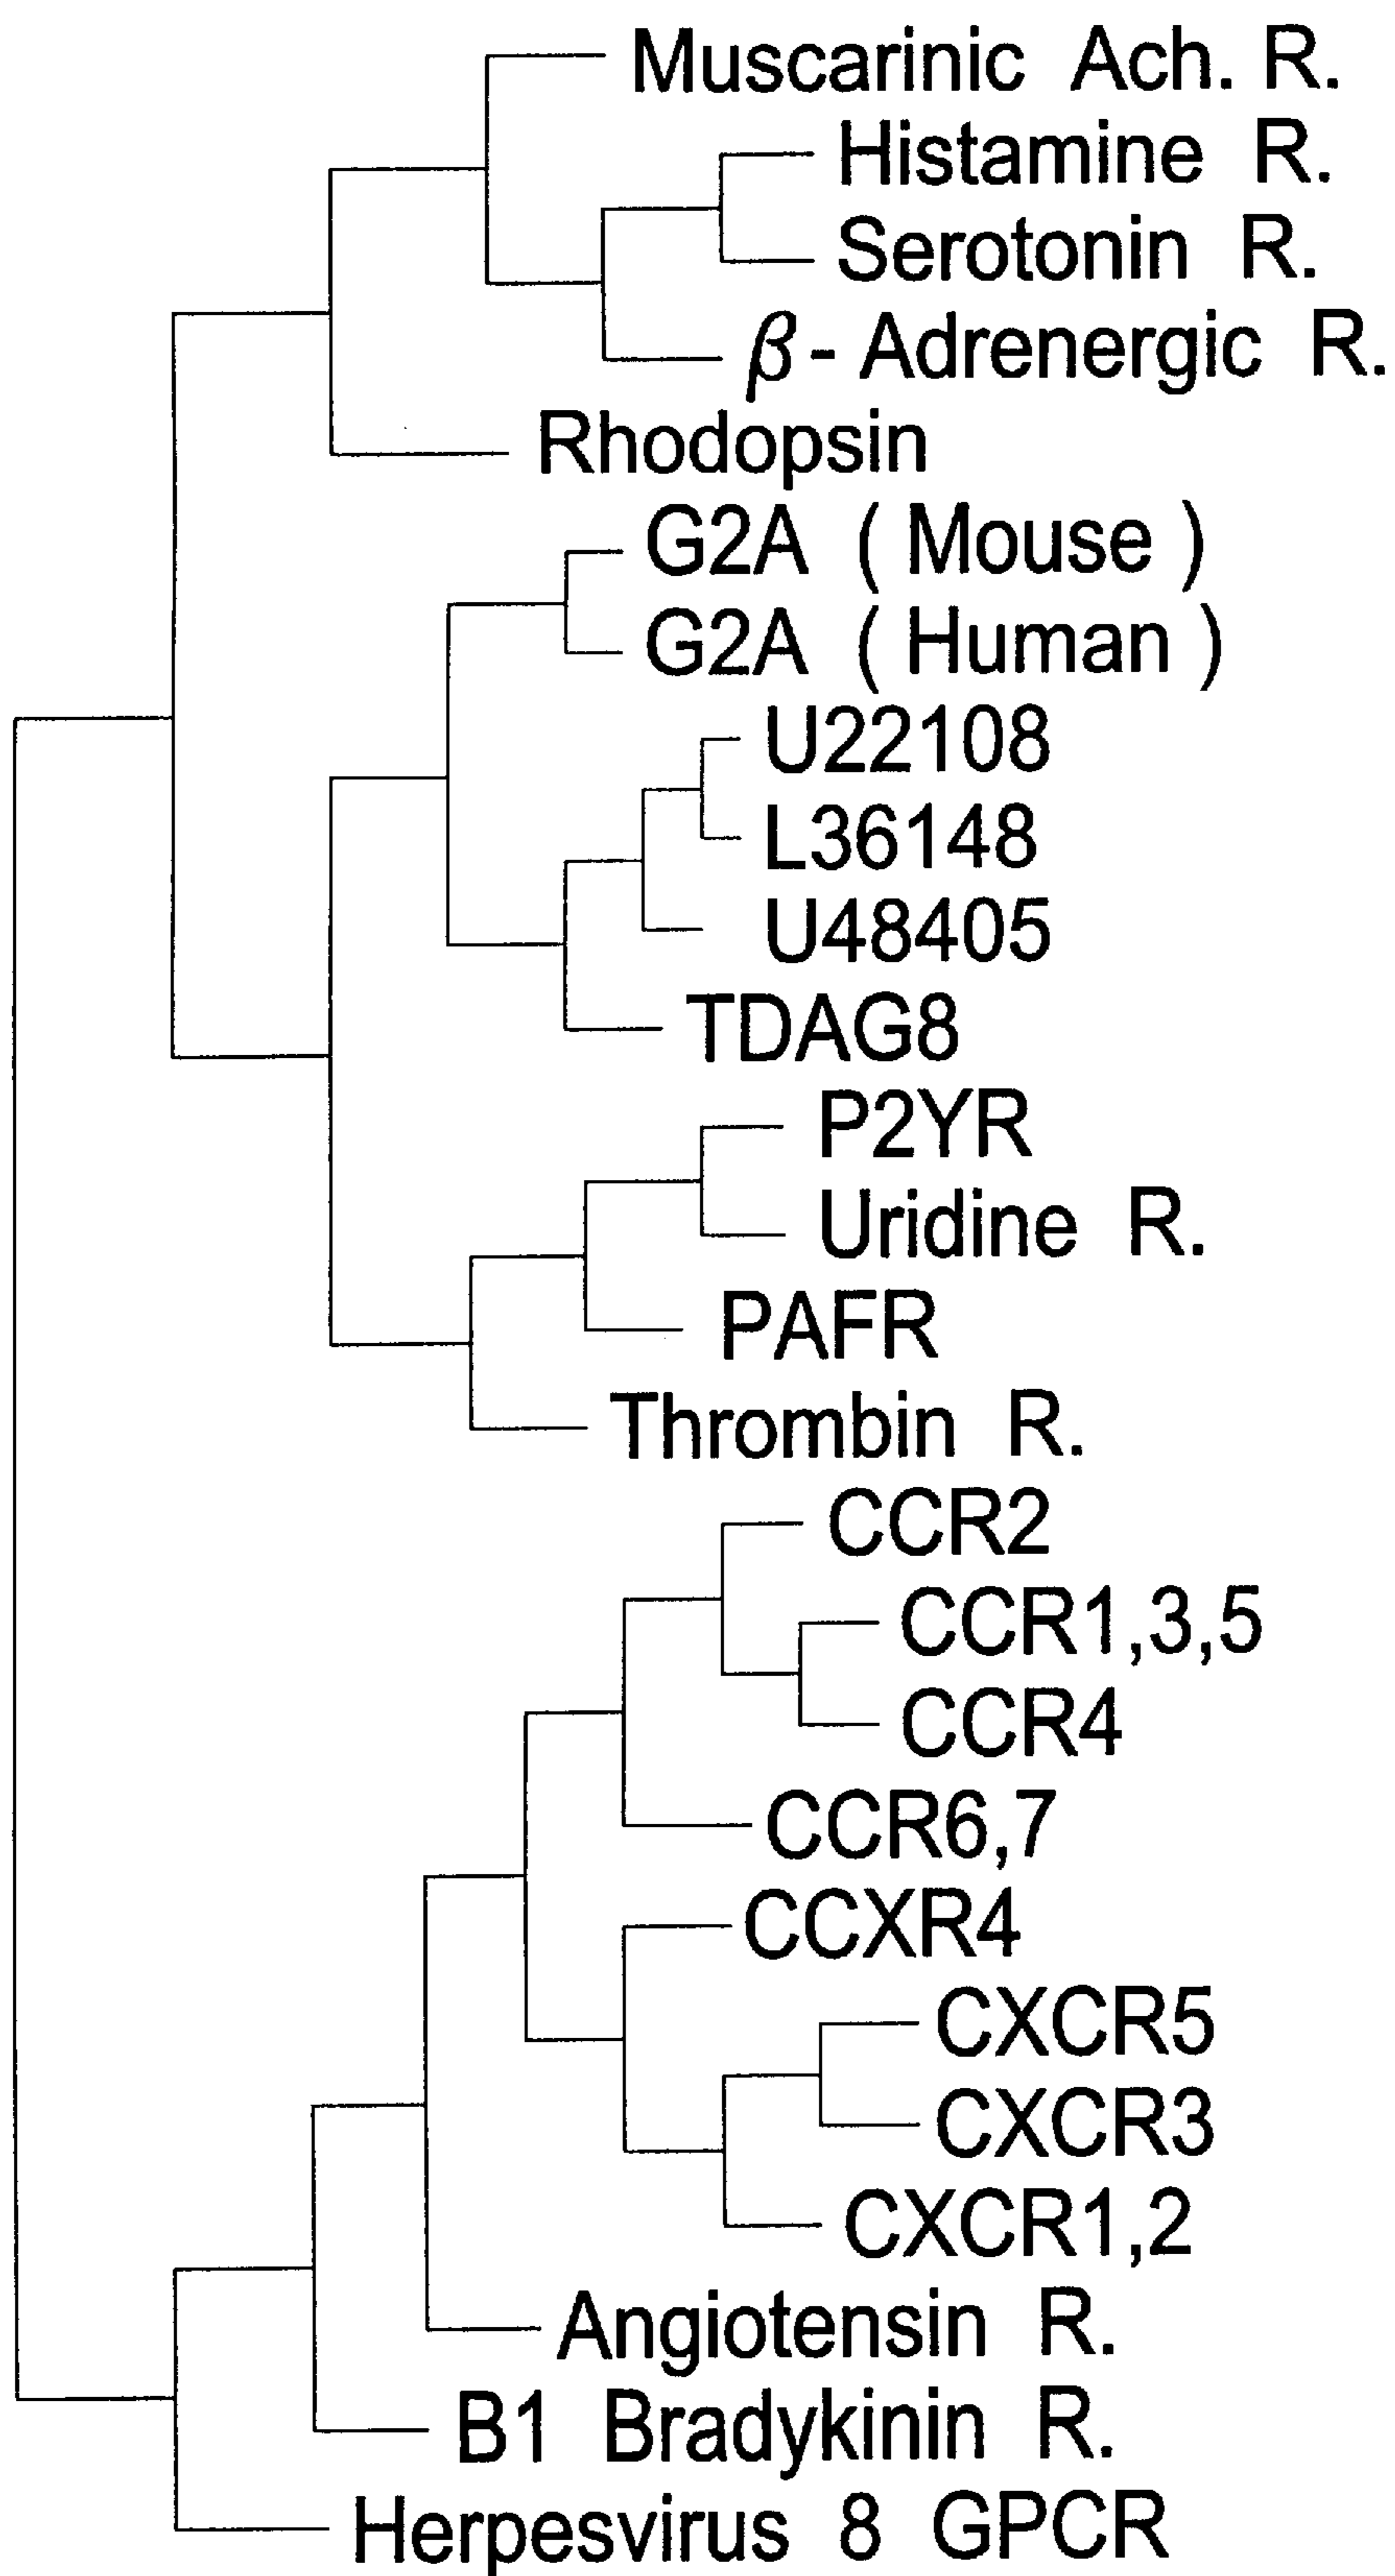 Muscarinic Ach. R.
Histamine R.
Serotonin R.
β- Adrenergic R.
Rhodopsin
G2A ( Mouse )
G2A ( Human )
U22108
L36148
U48405
TDAG8
P2YR
Uridine R.
PAFR
Thrombin R.
CCR2
CCR1,3,5
CCR4
CCR6,7
CCXR4
CXCR5
CXCR3
CXCR1,2
Angiotensin R.
B1 Bradykinin R.
Herpesvirus 8 GPCR